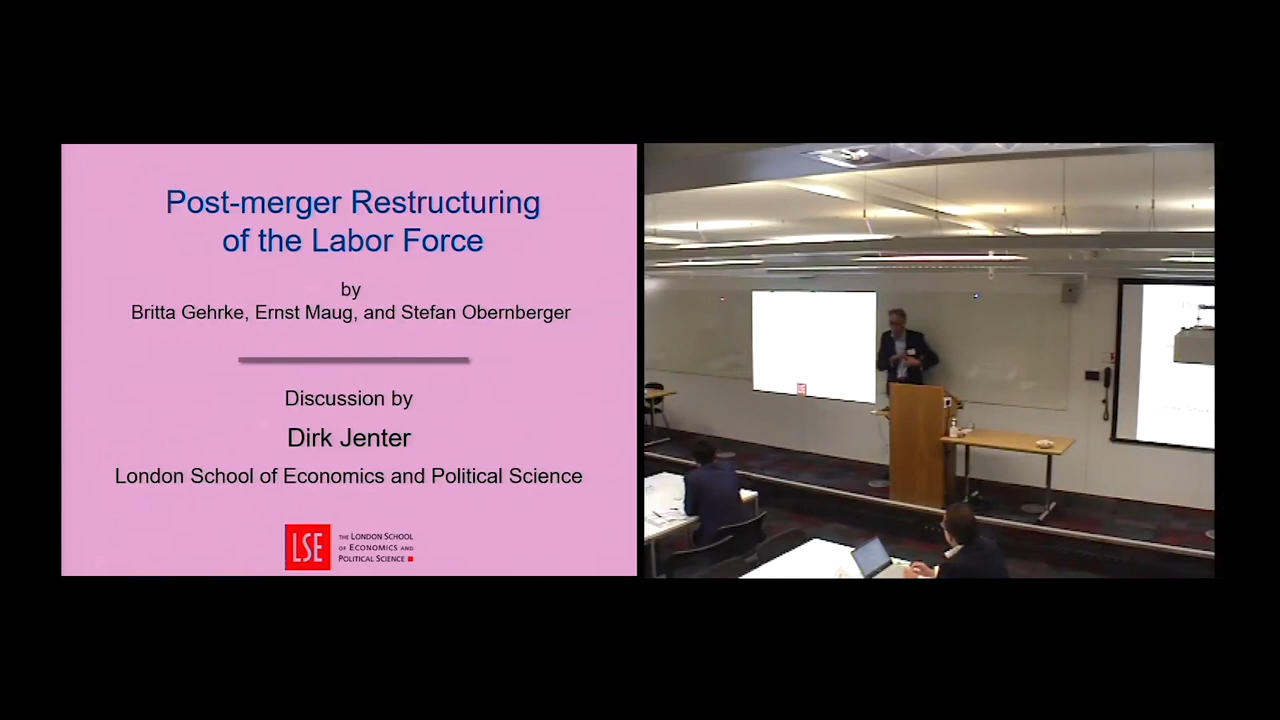 Post-merger Restructuring
of the Labor Force
by
Britta Gehrke, Ernst Maug, and Stefan Obernberger
Discussion by
Dirk Jenter
London School of Economics and Political Science
LSE
THE LONDON SCHOOL
OF ECONOMICS AND
POLITICAL SCIENCE